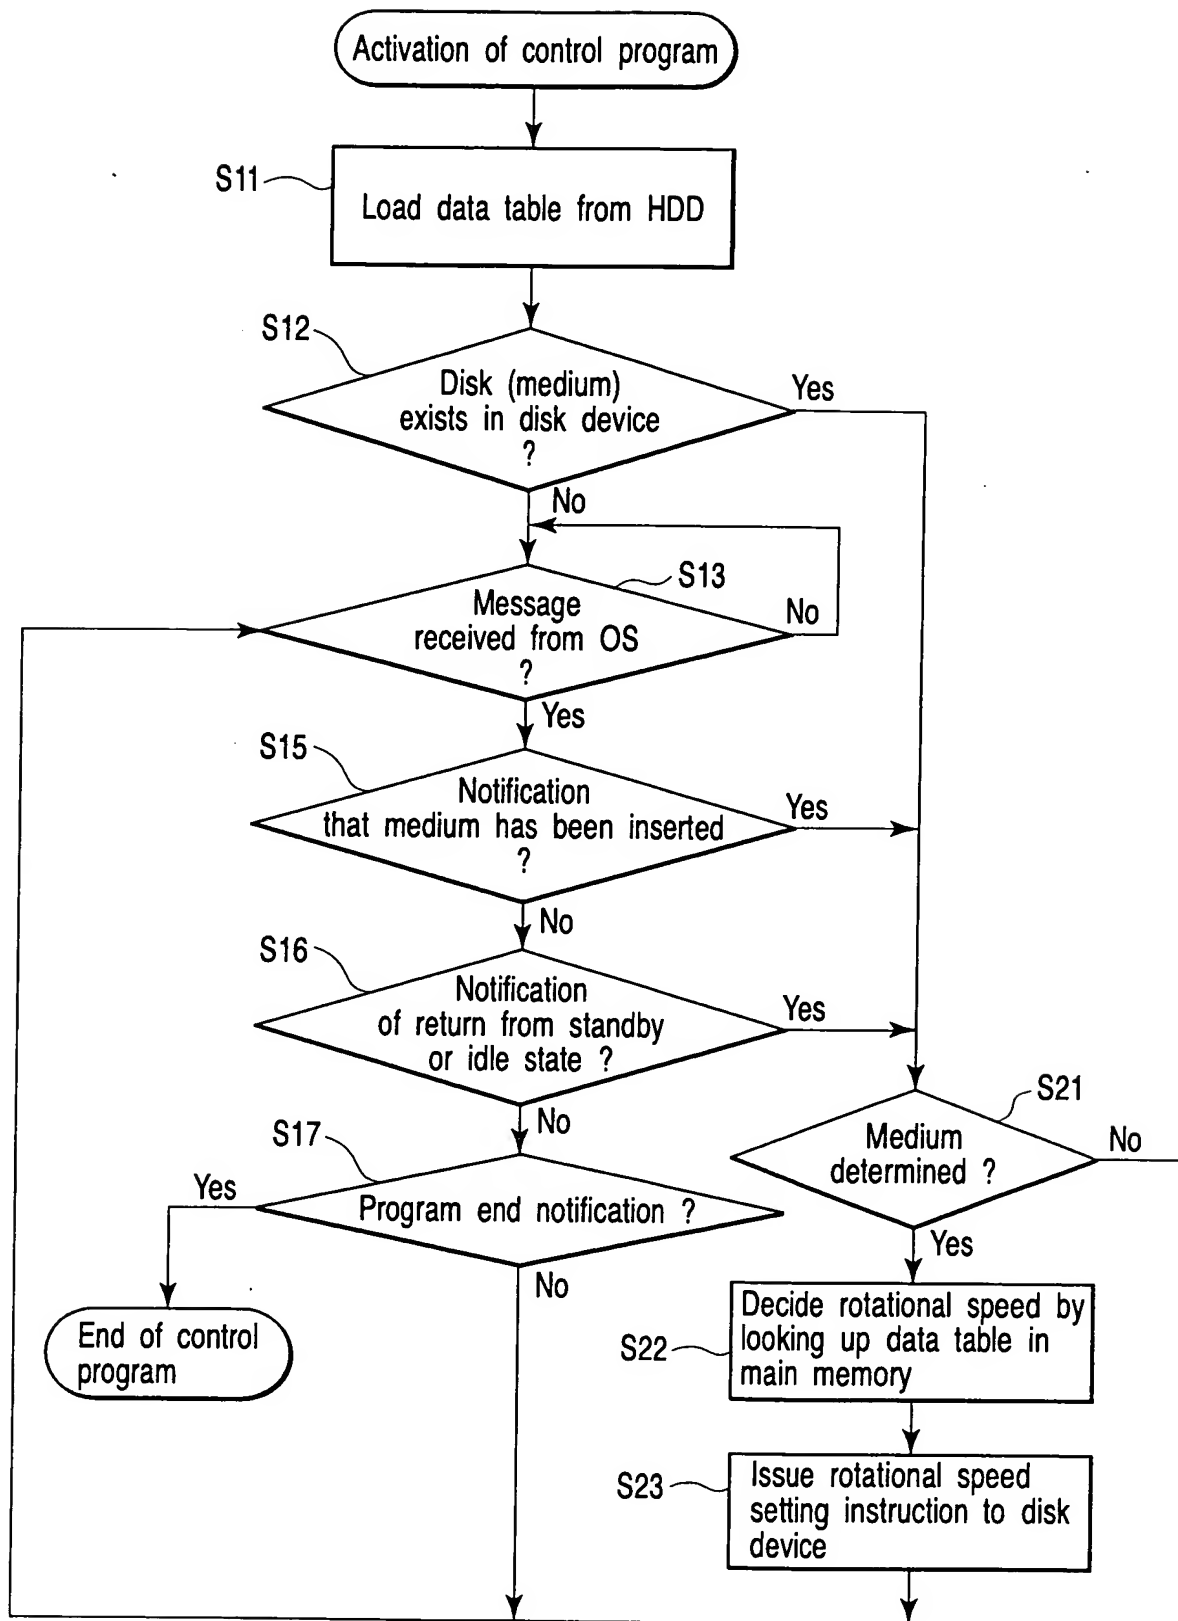 Activation of control program
S11
Load data table from HDD
S12
Disk (medium)
exists in disk device
?
Yes
No
S13
Message
received from OS
?
No
Yes
S15
Notification
that medium has been inserted
?
Yes
No
S16
Notification
of return from standby
or idle state ?
Yes
No
S21
Medium
determined ?
No
Yes
S17
Program end notification ?
Yes
No
End of control
program
S22
Decide rotational speed by
looking up data table in
main memory
S23
Issue rotational speed
setting instruction to disk
device